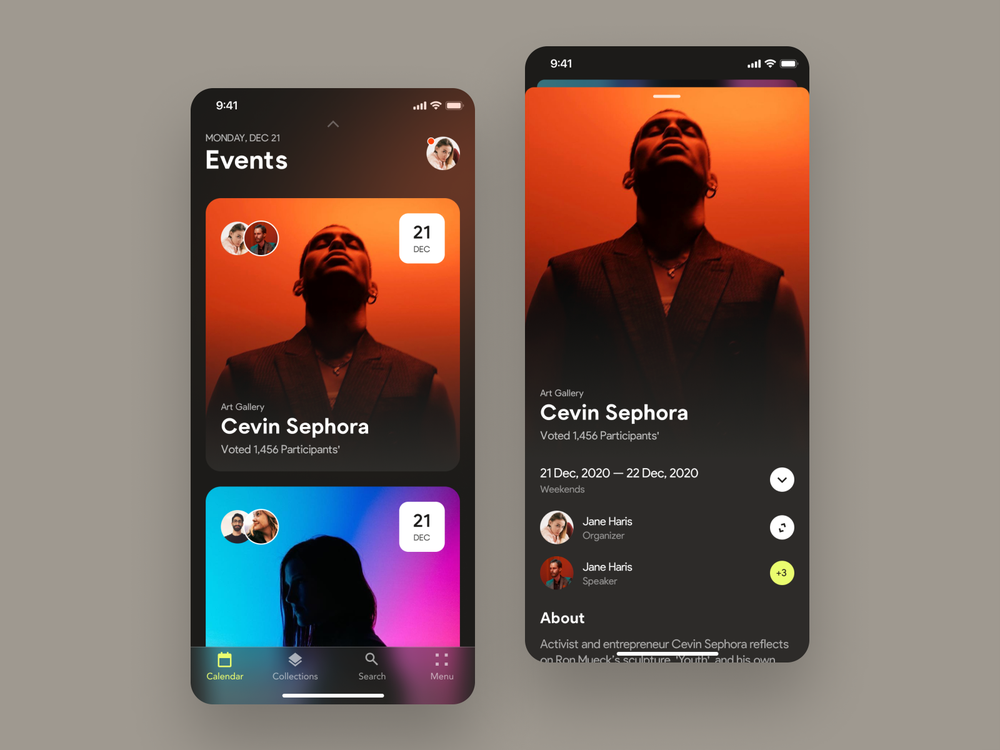 9:41
MONDAY, DEC 21
Events
21
DEC
Art Gallery
Cevin Sephora
Voted 1,456 Participants'
21
DEC
Calendar
Collections
Search
Menu
9:41
Art Gallery
Cevin Sephora
Voted 1,456 Participants'
21 Dec, 2020 — 22 Dec, 2020
Weekends
Jane Haris
Organizer
Jane Haris
Speaker
+3
About
Activist and entrepreneur Cevin Sephora reflects
on Ron Mueck's sculpture, 'Youth', and his own